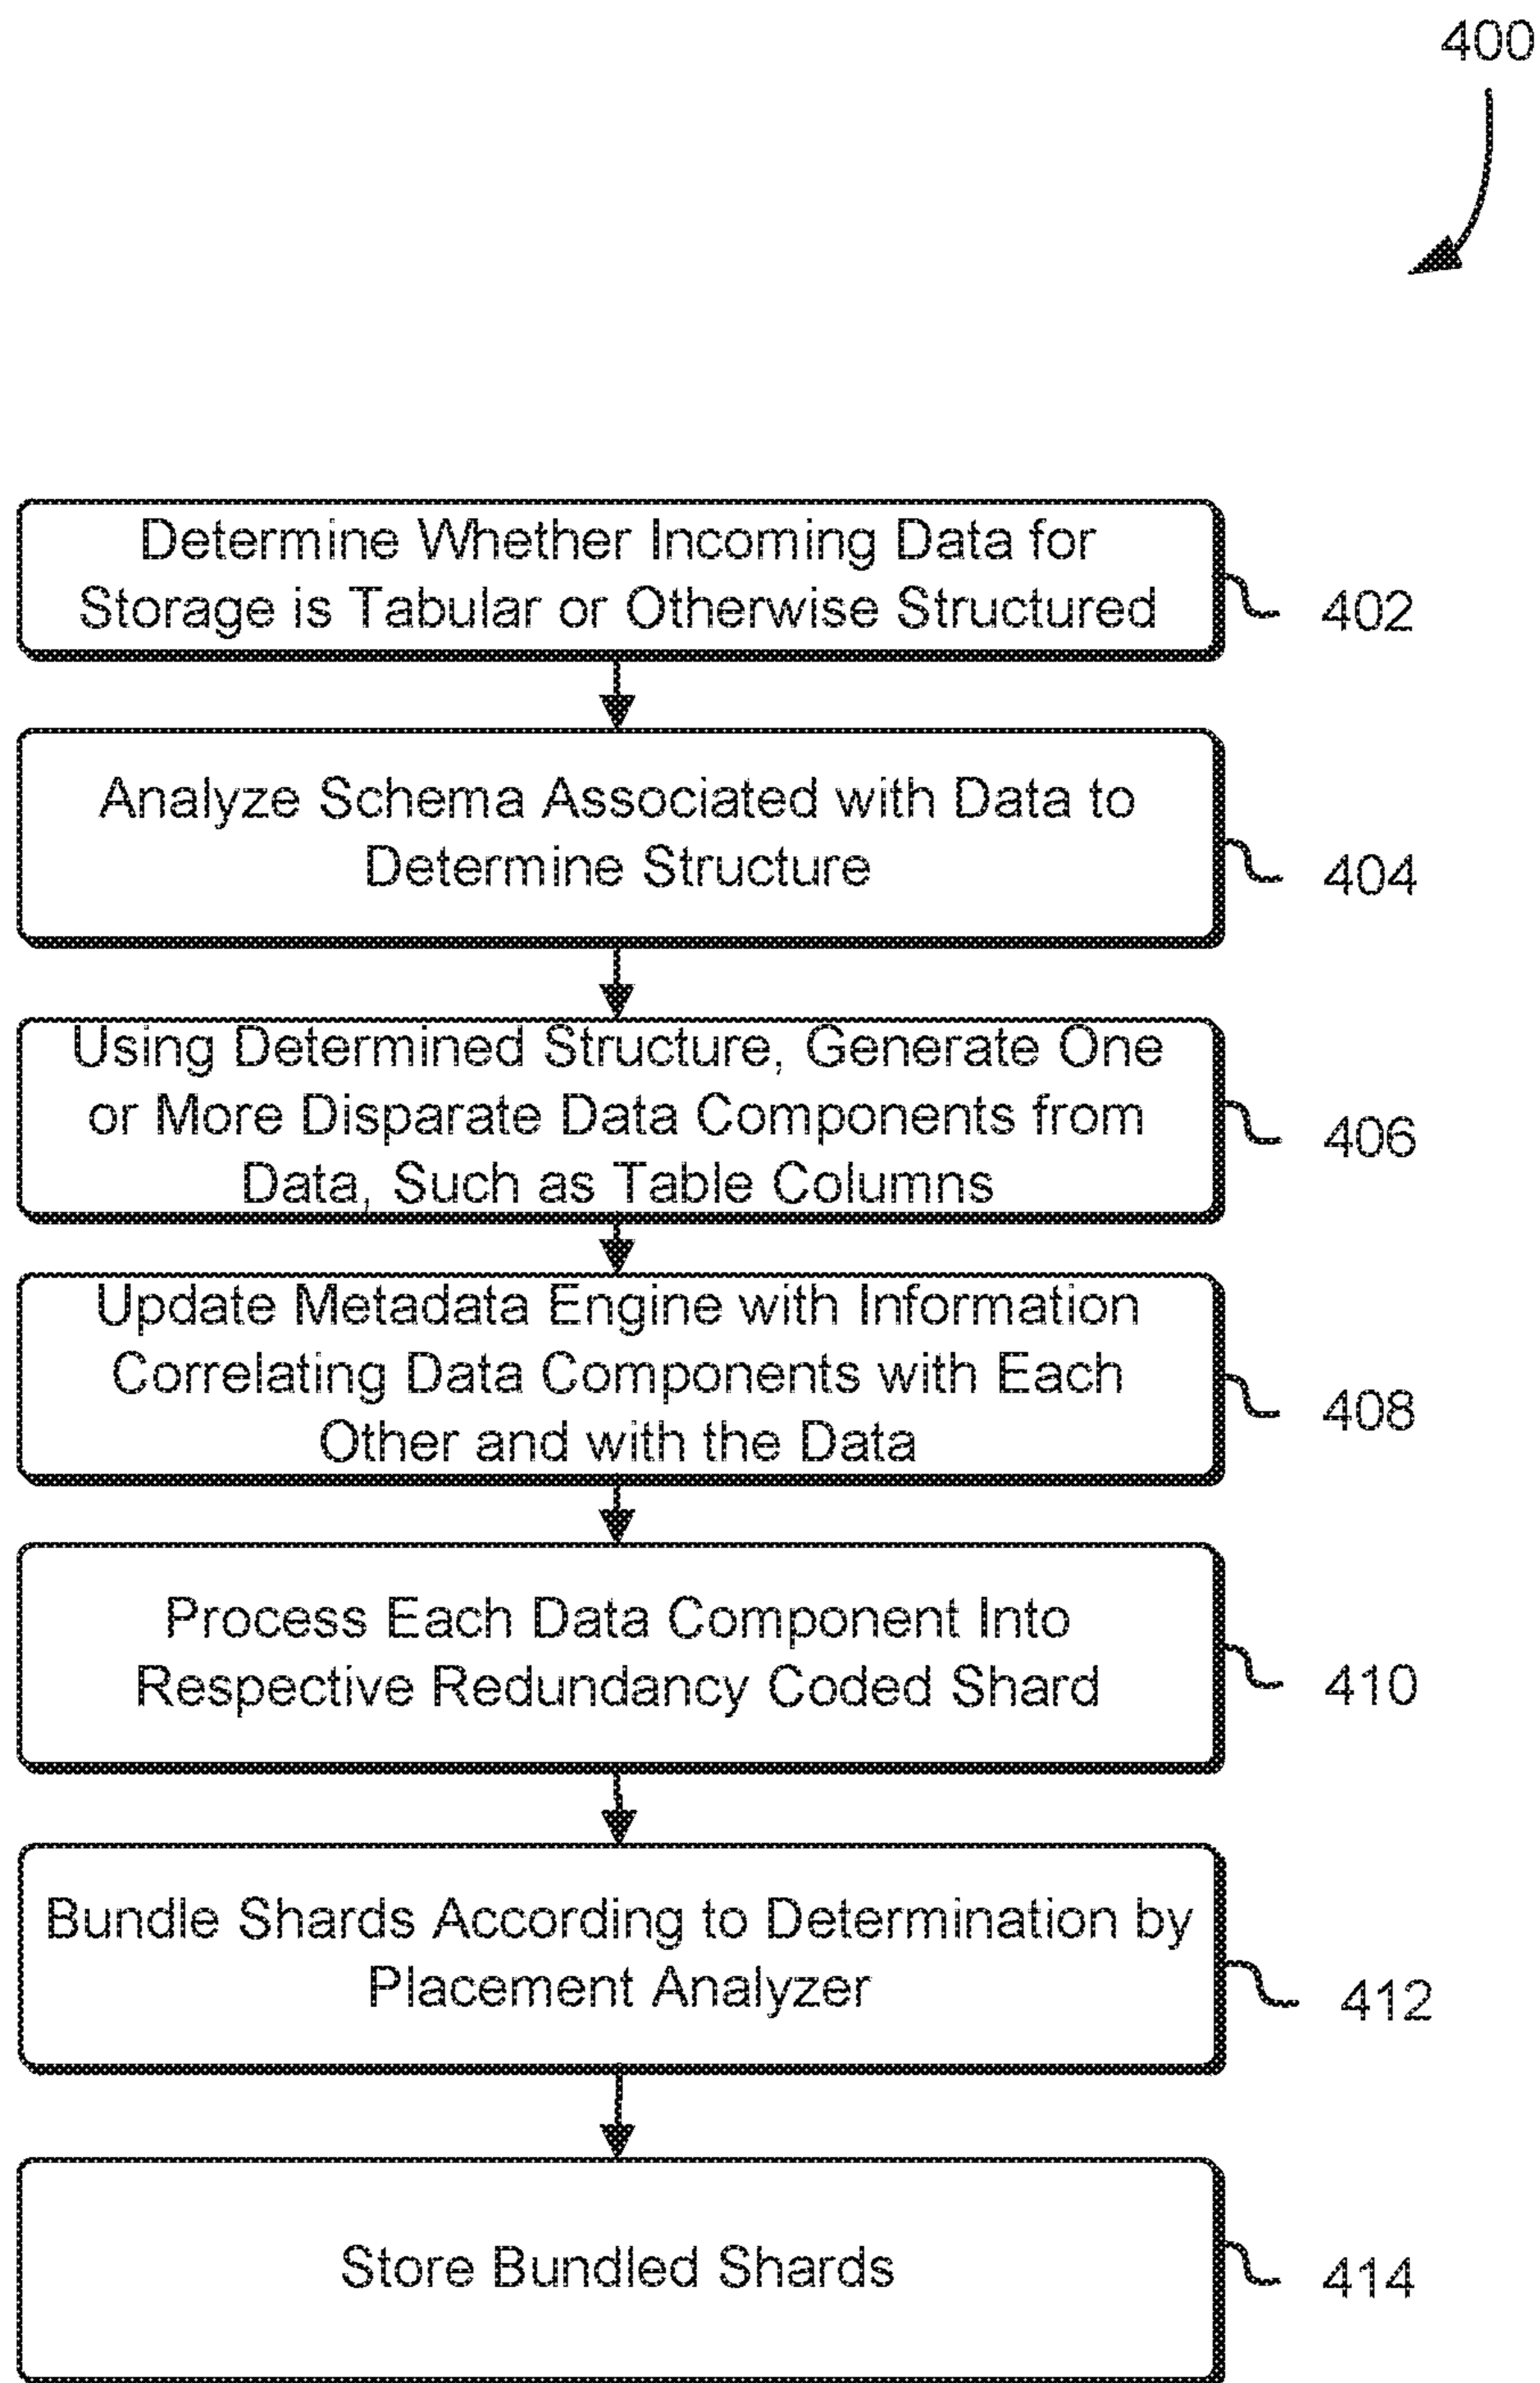 400
Determine Whether Incoming Data for
Storage is Tabular or Otherwise Structured
402
Analyze Schema Associated with Data to
Determine Structure
404
Using Determined Structure, Generate One
or More Disparate Data Components from
Data, Such as Table Columns
406
Update Metadata Engine with Information
Correlating Data Components with Each
Other and with the Data
408
Process Each Data Component Into
Respective Redundancy Coded Shard
410
Bundle Shards According to Determination by
Placement Analyzer
412
Store Bundled Shards
414